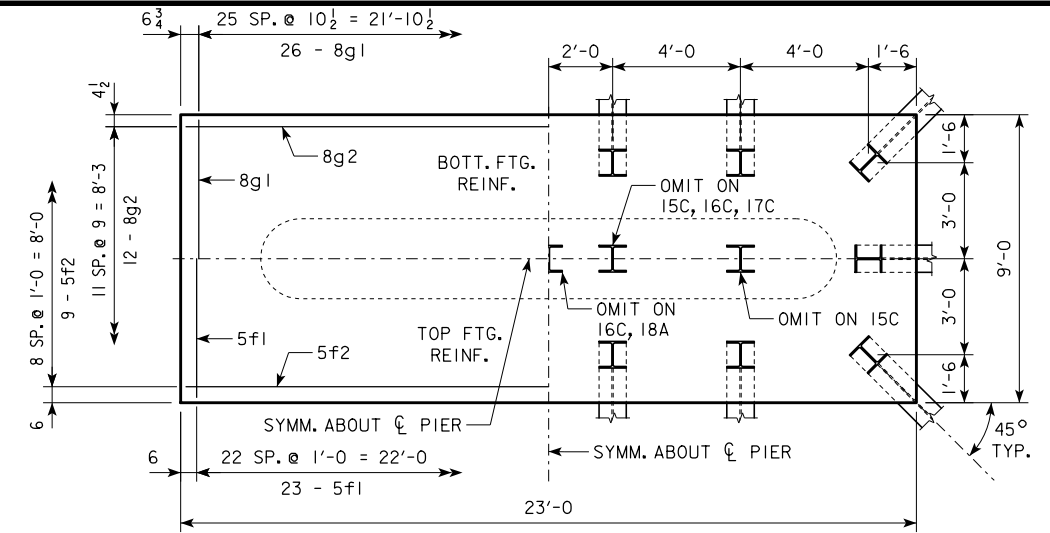 6 3/4
25 SP. @ 10 1/2 = 21'-10 1/2
26 - 8g1
2'-0
4'-0
4'-0
1'-6
4 1/2
8g2
8g1
BOTT. FTG.
REINF.
OMIT ON
15C, 16C, 17C
1'-6
3'-0
9'-0
3'-0
1'-6
11 SP. @ 9 = 8'-3
12 - 8g2
8 SP. @ 1'-0 = 8'-0
9 - 5f2
6
5f1
5f2
TOP FTG.
REINF.
OMIT ON
16C, 18A
OMIT ON 15C
SYMM. ABOUT ℄ PIER
SYMM. ABOUT ℄ PIER
45°
TYP.
6
22 SP. @ 1'-0 = 22'-0
23 - 5f1
23'-0